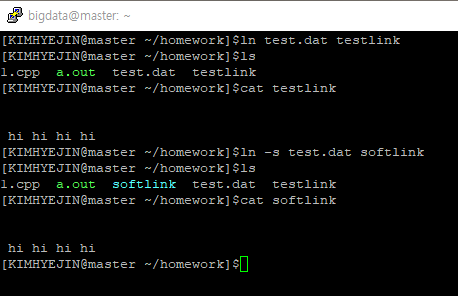 bigdata@master: ~
[KIMHYEJIN@master ~/homework]$ln test.dat testlink
[KIMHYEJIN@master ~/homework]$ls
l.cpp  a.out  test.dat  testlink
[KIMHYEJIN@master ~/homework]$cat testlink
hi hi hi hi
[KIMHYEJIN@master ~/homework]$ln -s test.dat softlink
[KIMHYEJIN@master ~/homework]$ls
l.cpp  a.out  softlink  test.dat  testlink
[KIMHYEJIN@master ~/homework]$cat softlink
hi hi hi hi
[KIMHYEJIN@master ~/homework]$